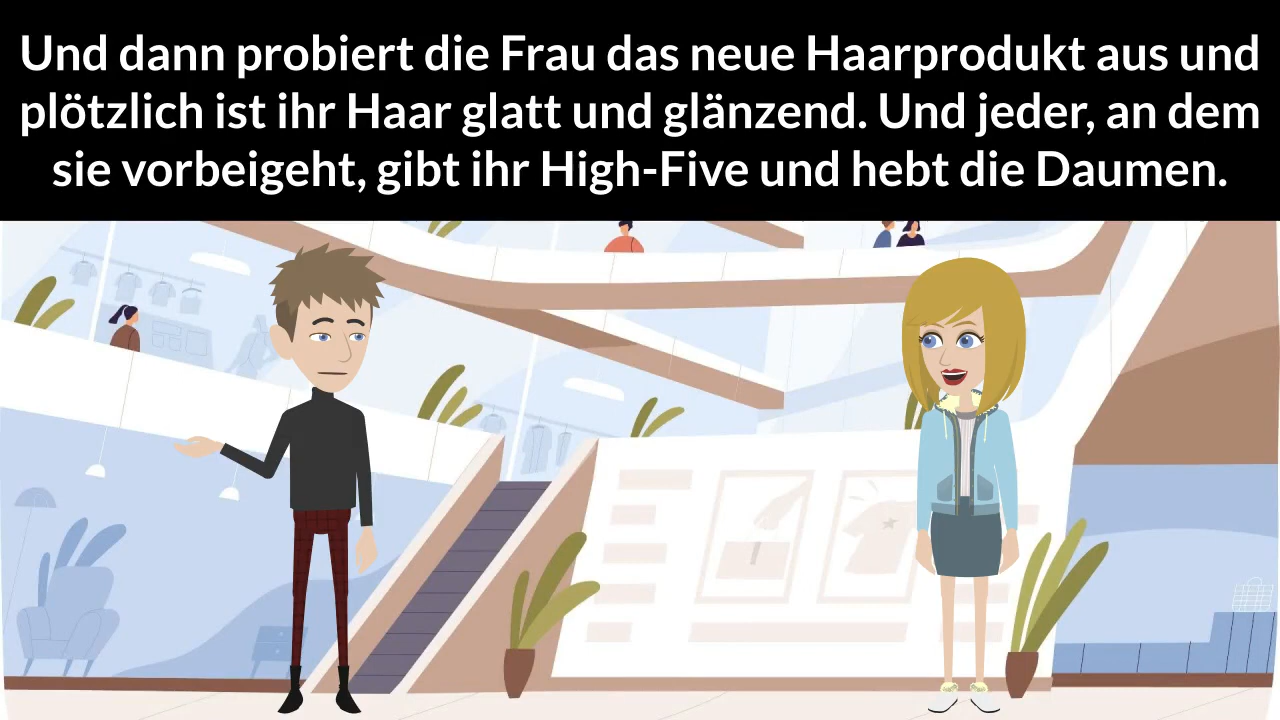 Und dann probiert die Frau das neue Haarprodukt aus und
plötzlich ist ihr Haar glatt und glänzend. Und jeder, an dem
sie vorbeigeht, gibt ihr High-Five und hebt die Daumen.